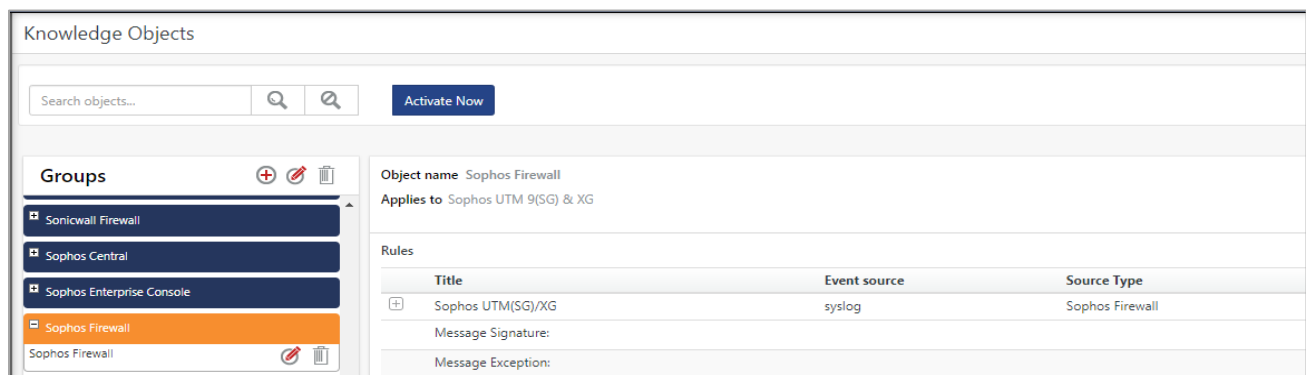 Knowledge Objects
Search objects...
Activate Now
Groups
Sonicwall Firewall
Sophos Central
Sophos Enterprise Console
Sophos Firewall
Sophos Firewall
Object name Sophos Firewall
Applies to Sophos UTM 9(SG) & XG
Rules
Title Event source Source Type
Sophos UTM(SG)/XG syslog Sophos Firewall
Message Signature:
Message Exception: